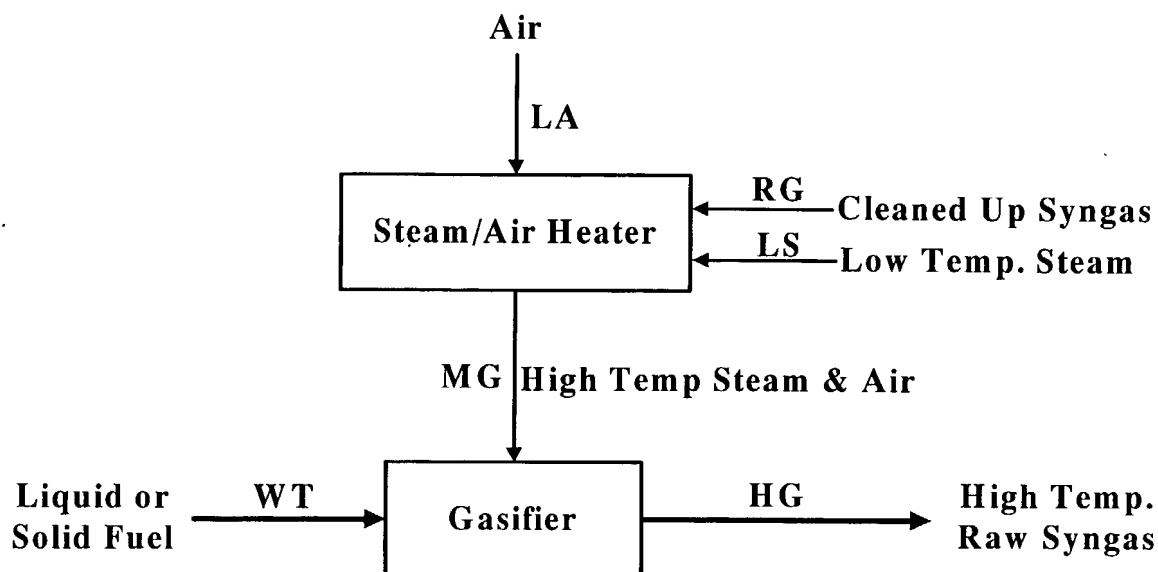 Air
LA
Steam/Air Heater
RG
Cleaned Up Syngas
LS
Low Temp. Steam
MG
High Temp Steam & Air
Liquid or
Solid Fuel
WT
Gasifier
HG
High Temp.
Raw Syngas